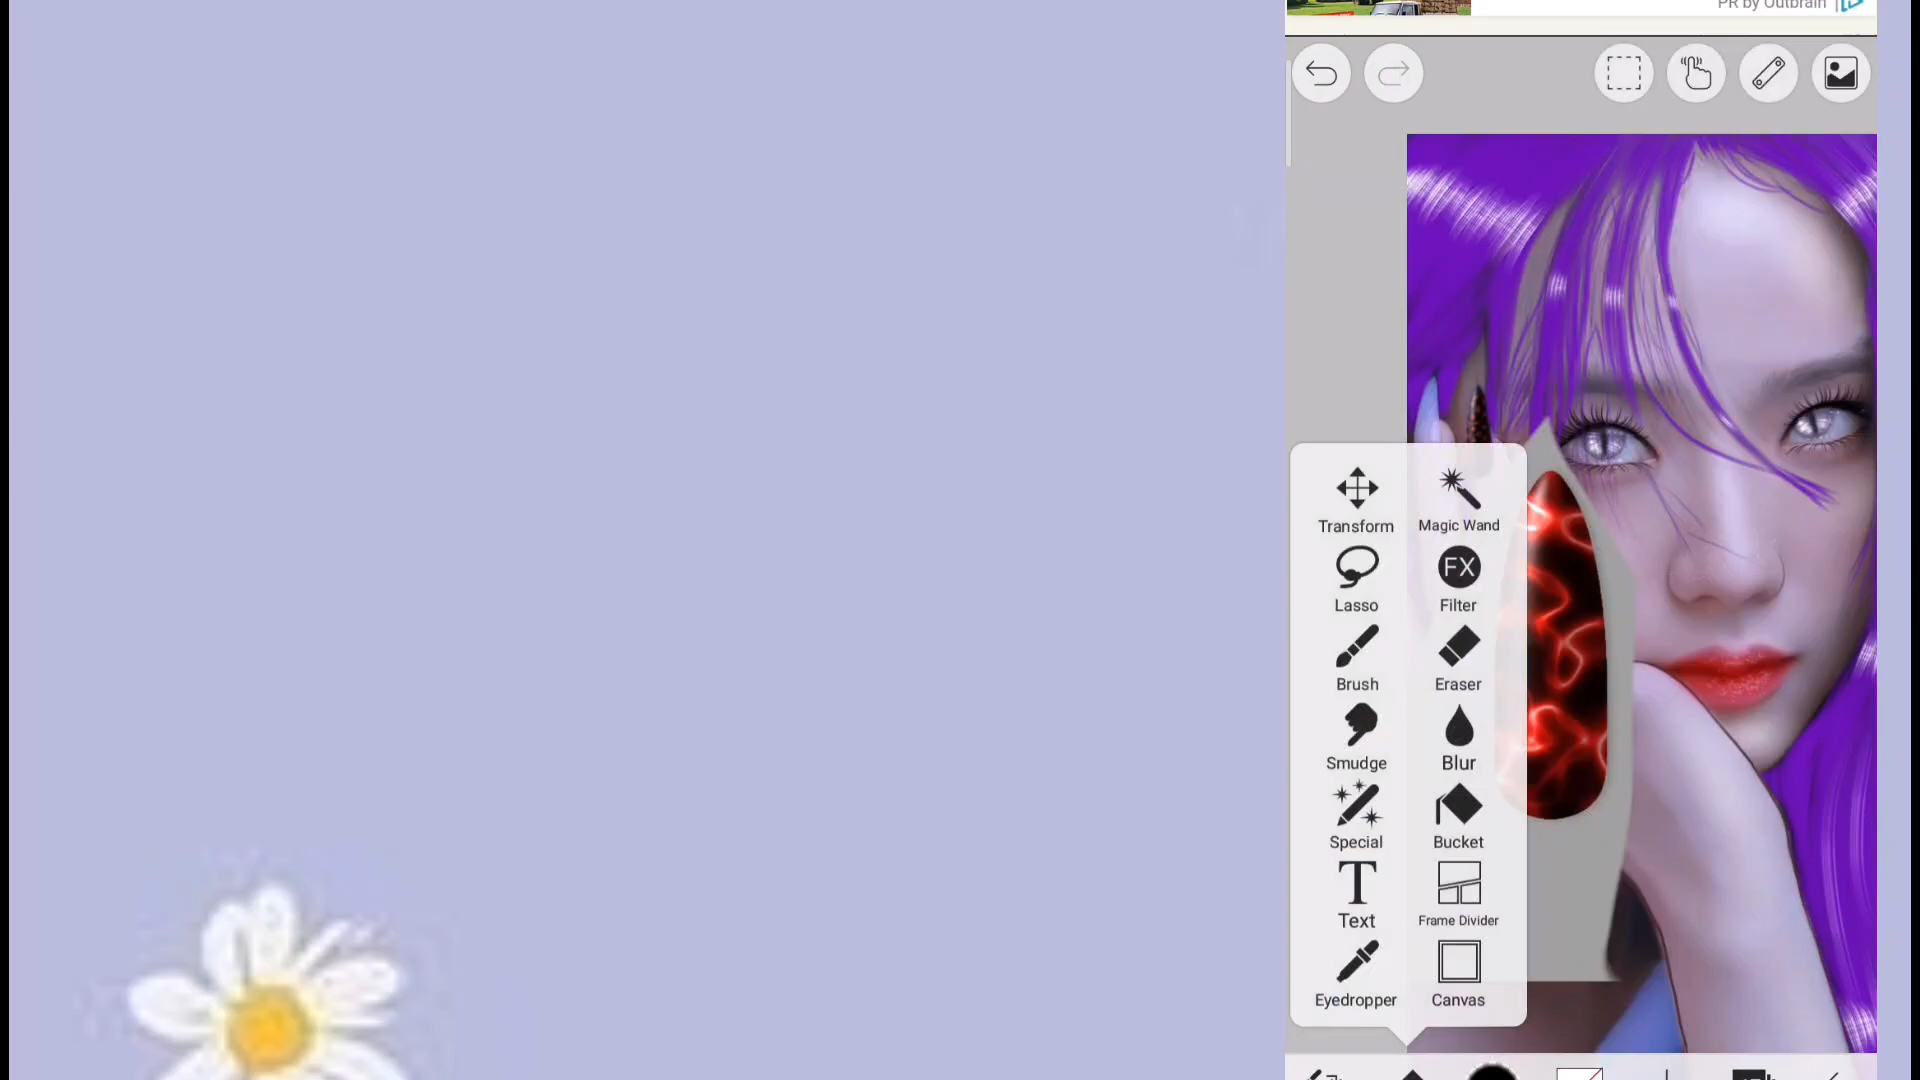 PR by Outbrain
Transform Magic Wand
Lasso Filter
FX
Brush Eraser
Smudge Blur
Special Bucket
Text Frame Divider
Eyedropper Canvas